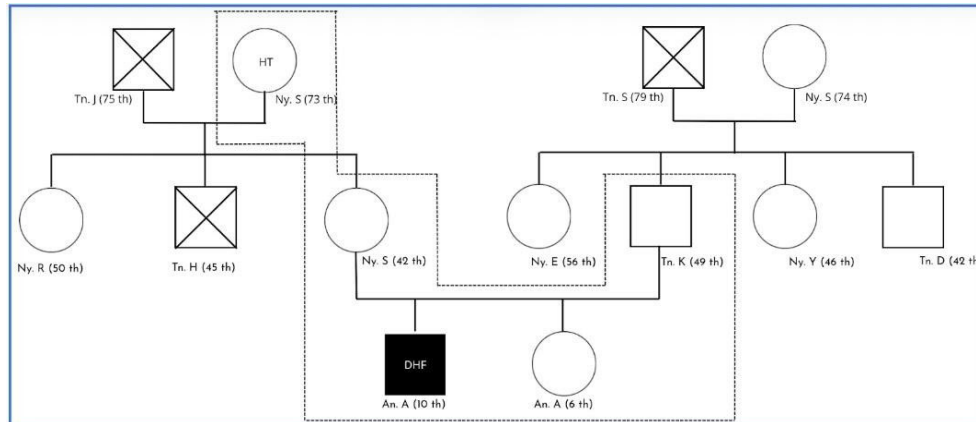 HT
Tn. J (75 th)
Ny. S (73 th)
Tn. S (79 th)
Ny. S (74 th)
Ny. R (50 th)
Tn. H (45 th)
Ny. S (42 th)
Ny. E (56 th)
Tn. K (49 th)
Ny. Y (46 th)
Tn. D (42 th
DHF
An. A (10 th)
An. A (6 th)